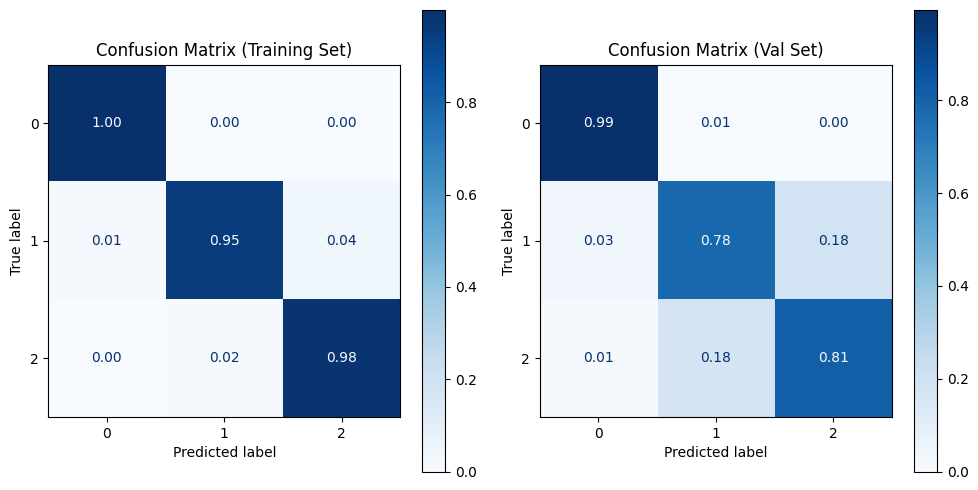 Confusion Matrix (Training Set)
0 1.00 0.00 0.00
1 0.01 0.95 0.04
2 0.00 0.02 0.98
0 1 2
Predicted label
True label
0.8
0.6
0.4
0.2
0.0
Confusion Matrix (Val Set)
0 0.99 0.01 0.00
1 0.03 0.78 0.18
2 0.01 0.18 0.81
0 1 2
Predicted label
True label
0.8
0.6
0.4
0.2
0.0